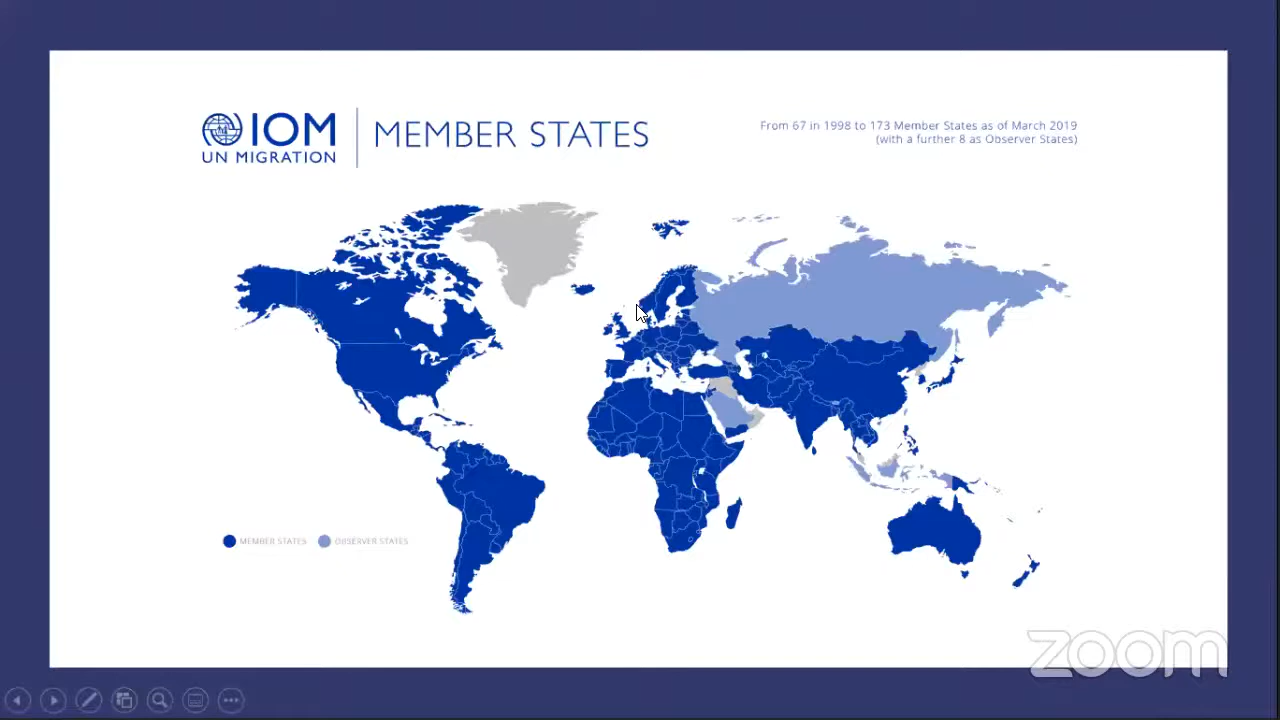 IOM
UN MIGRATION
MEMBER STATES
From 67 in 1998 to 173 Member States as of March 2019
(with a further 8 as Observer States)
MEMBER STATES
OBSERVER STATES
zoom